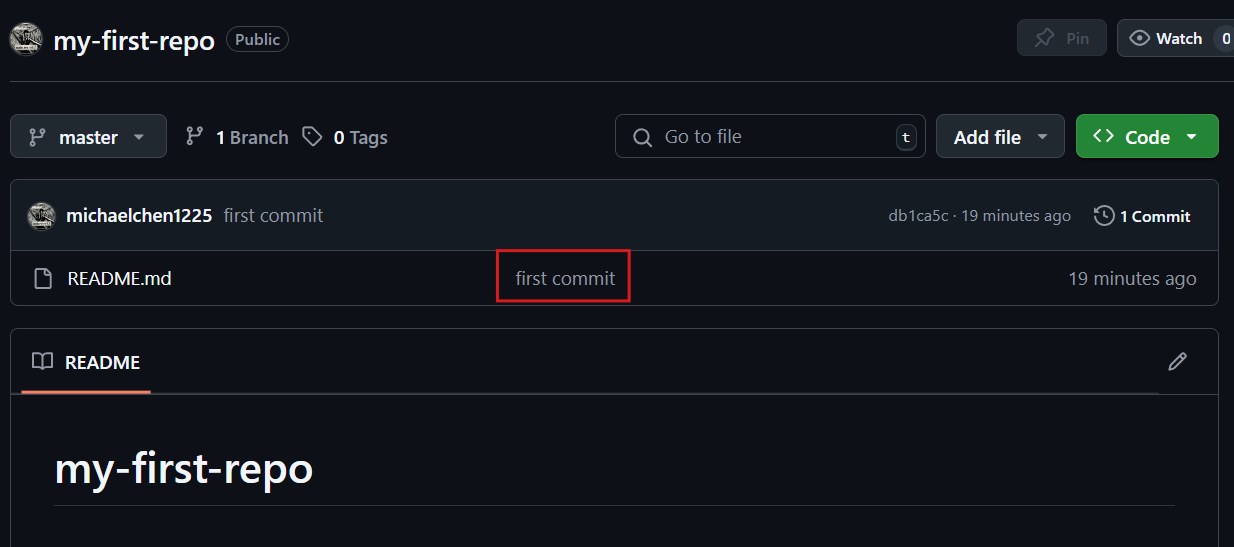 my-first-repo Public Pin Watch 0
master 1 Branch 0 Tags Go to file t Add file Code
michaelchen1225 first commit db1ca5c · 19 minutes ago 1 Commit
README.md first commit 19 minutes ago
README
my-first-repo